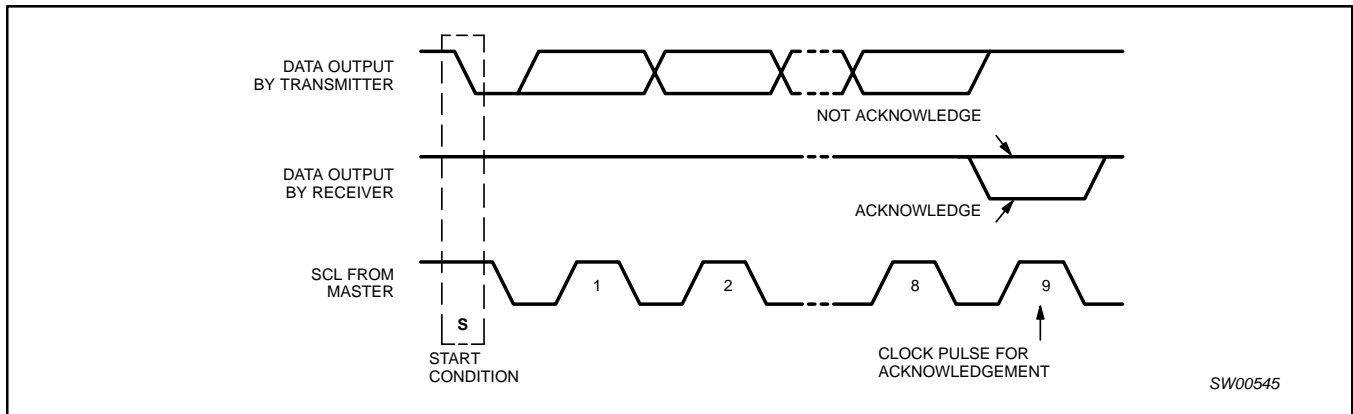 DATA OUTPUT
BY TRANSMITTER
NOT ACKNOWLEDGE
DATA OUTPUT
BY RECEIVER
ACKNOWLEDGE
SCL FROM
MASTER
1
2
8
9
S
START
CONDITION
CLOCK PULSE FOR
ACKNOWLEDGEMENT
SW00545